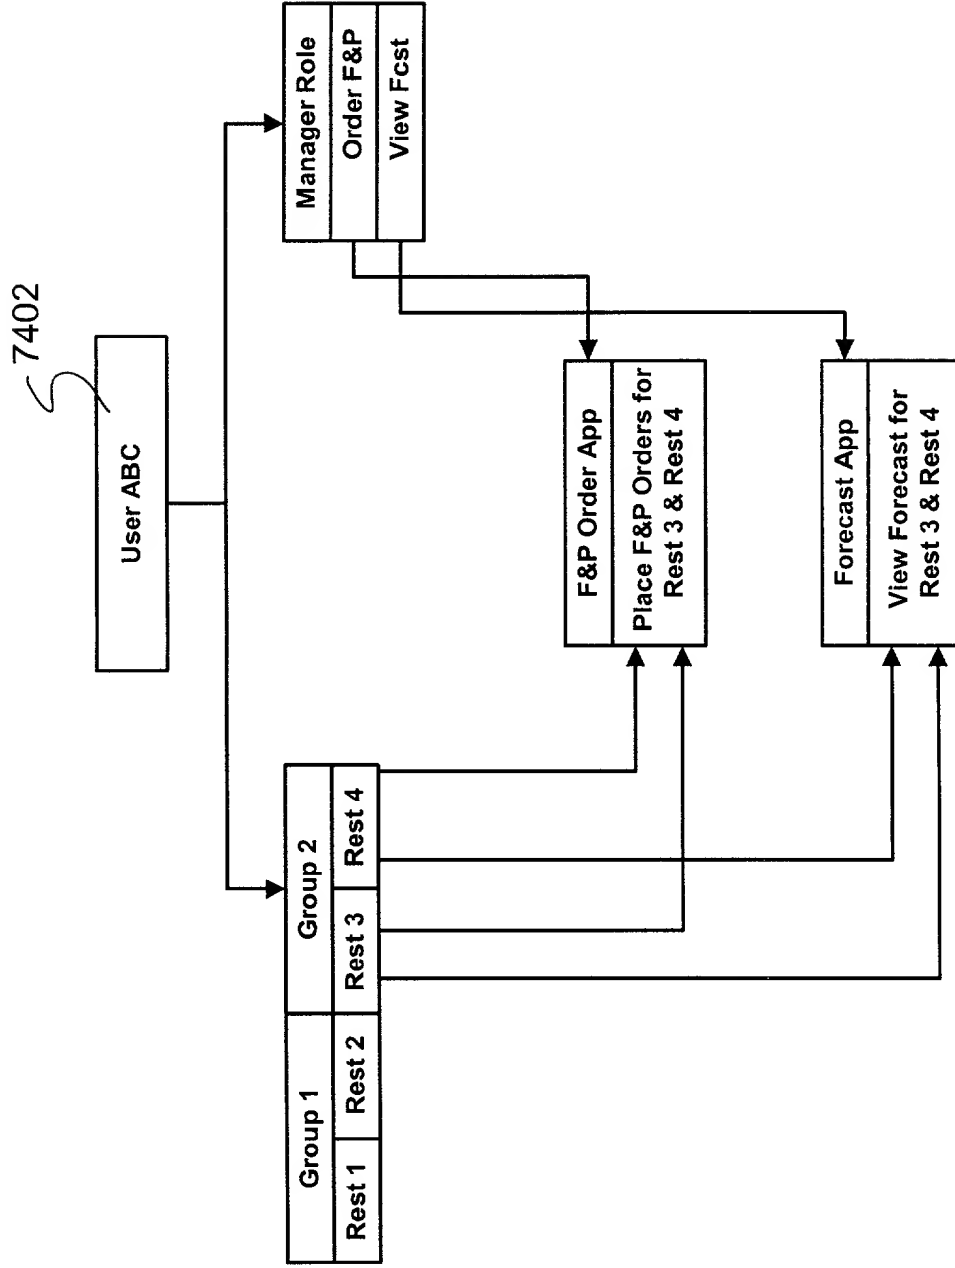 7402
User ABC
Group 1
Group 2
Rest 1
Rest 2
Rest 3
Rest 4
Manager Role
Order F&P
View Fcst
F&P Order App
Place F&P Orders for
Rest 3 & Rest 4
Forecast App
View Forecast for
Rest 3 & Rest 4